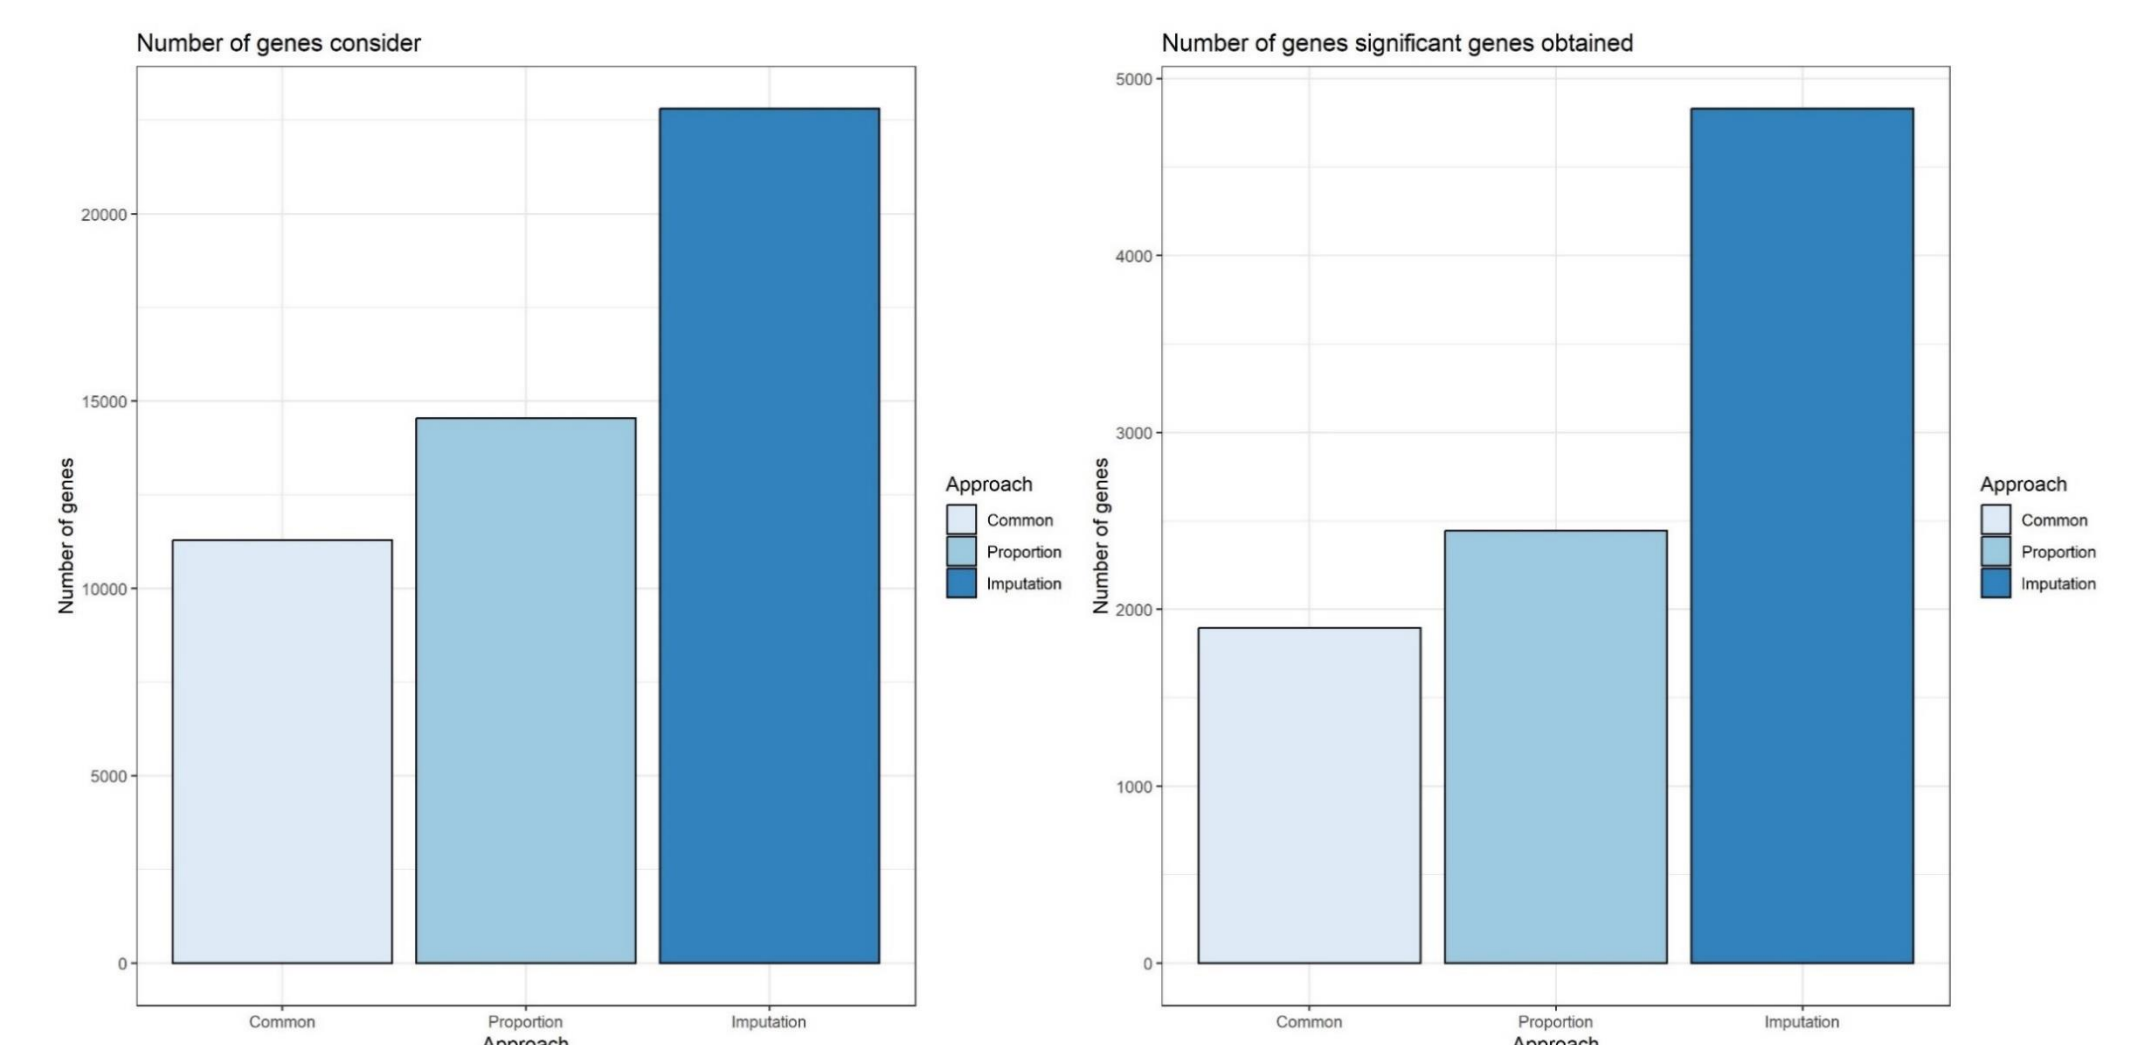 Number of genes consider
20000
15000
10000
5000
0
Number of genes
Common
Proportion
Imputation
Approach
Approach
Common
Proportion
Imputation
Number of genes significant genes obtained
5000
4000
3000
2000
1000
0
Number of genes
Common
Proportion
Imputation
Approach
Approach
Common
Proportion
Imputation